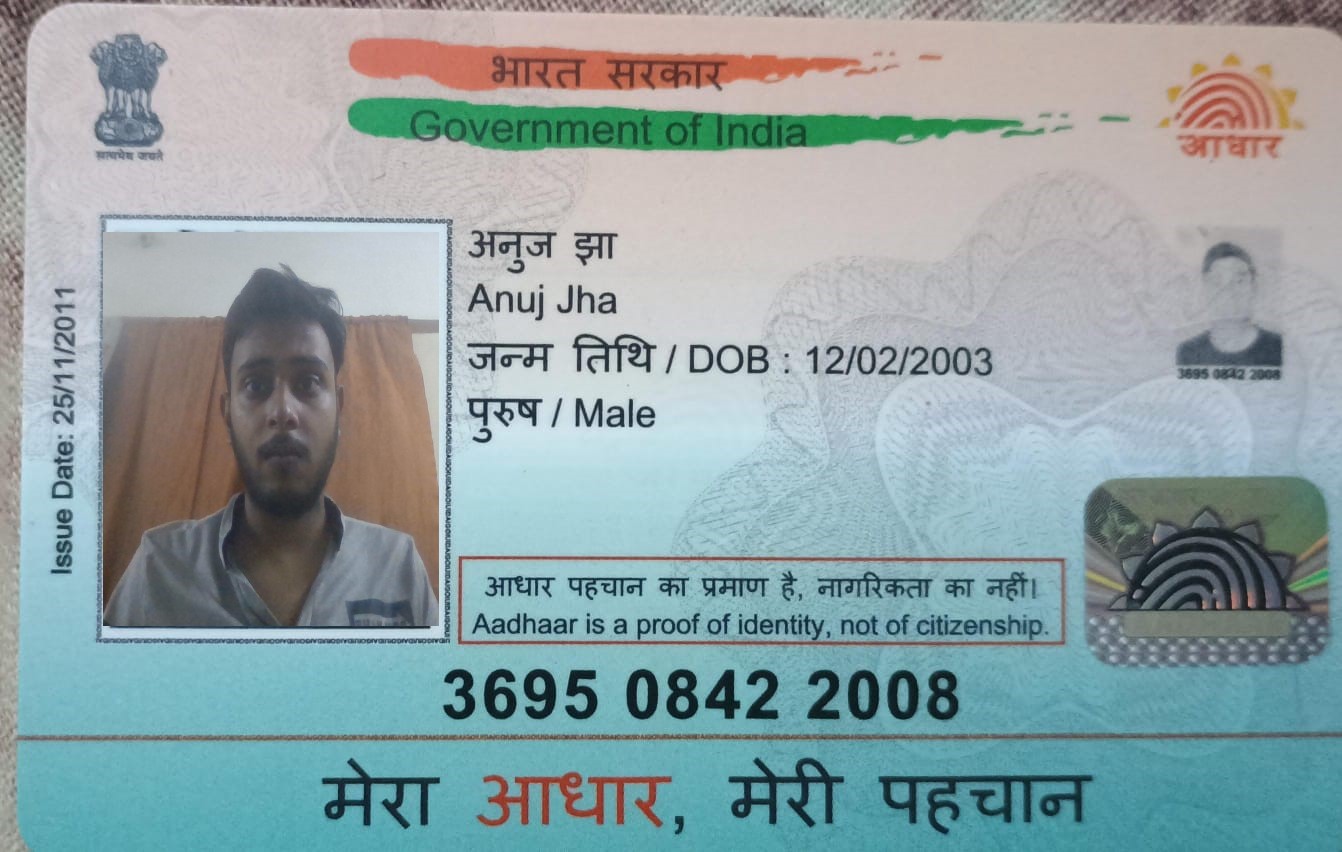 भारत सरकार
Government of India
सत्यमेव जयते
आधार
Issue Date: 25/11/2011
अनुज झा
Anuj Jha
जन्म तिथि / DOB : 12/02/2003
पुरुष / Male
3695 0842 2008
आधार पहचान का प्रमाण है, नागरिकता का नहीं।
Aadhaar is a proof of identity, not of citizenship.
3695 0842 2008
मेरा आधार, मेरी पहचान